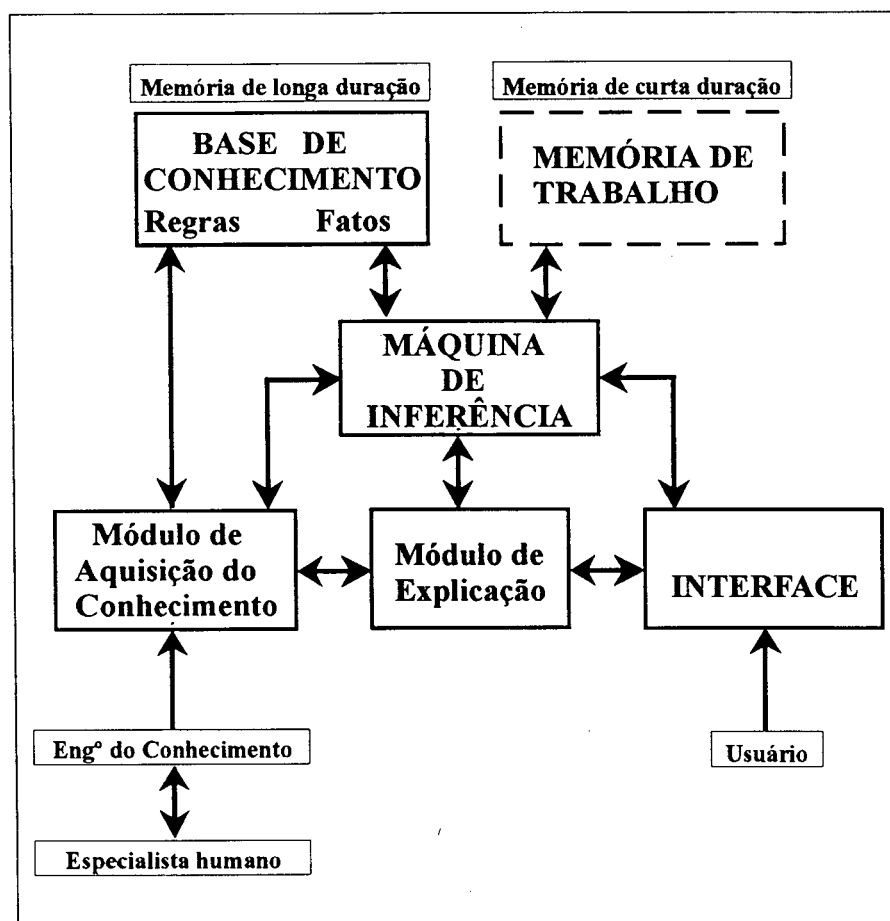 Memória de longa duração
BASE DE
CONHECIMENTO
Regras Fatos
Memória de curta duração
MEMÓRIA DE
TRABALHO
MÁQUINA
DE
INFERÊNCIA
Módulo de
Aquisição do
Conhecimento
Módulo de
Explicação
INTERFACE
Engº do Conhecimento
Usuário
Especialista humano